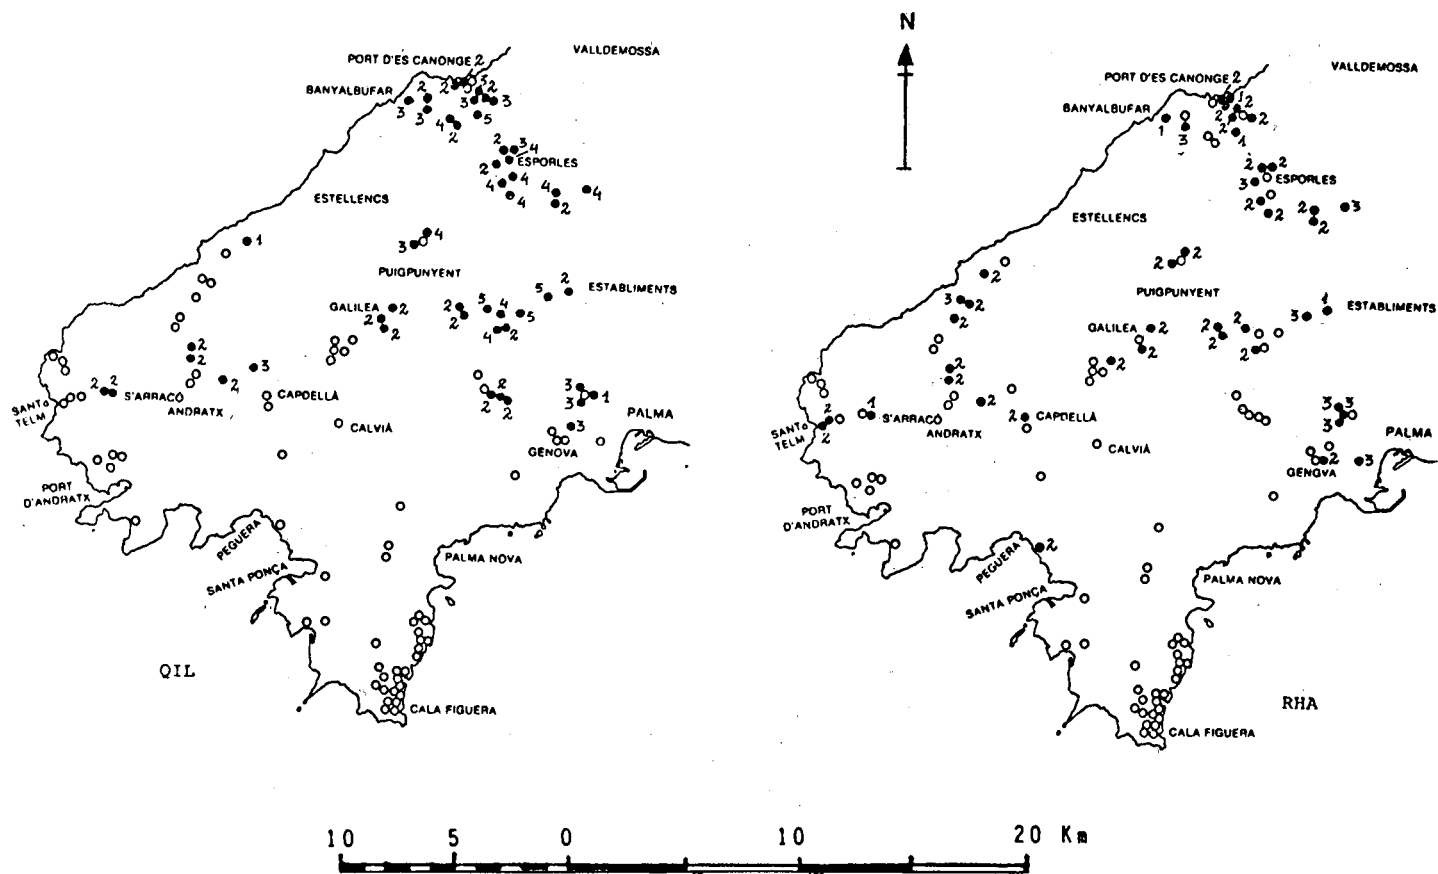 N
PORT D'ES CANONGE 2
VALLDEMOSSA
BANYALBUFAR
ESPORLES
ESTELLENCS
PUIGPUNYENT
ESTABLIMENTS
GALILEA
S'ARRACÓ
ANDRATX
CAPDELLÀ
SANTa TELM
CALVIÀ
PALMA
GENOVA
PORT D'ANDRATX
PEGUERA
SANTA PONÇA
PALMA NOVA
QIL
CALA FIGUERA
PORT D'ES CANONGE 2
VALLDEMOSSA
BANYALBUFAR
ESPORLES
ESTELLENCS
PUIGPUNYENT
ESTABLIMENTS
GALILEA
S'ARRACÓ
ANDRATX
CAPDELLÀ
SANTa TELM
CALVIÀ
PALMA
GENOVA
PORT D'ANDRATX
PEGUERA
SANTA PONÇA
PALMA NOVA
RHA
CALA FIGUERA
10 5 0 10 20 Km